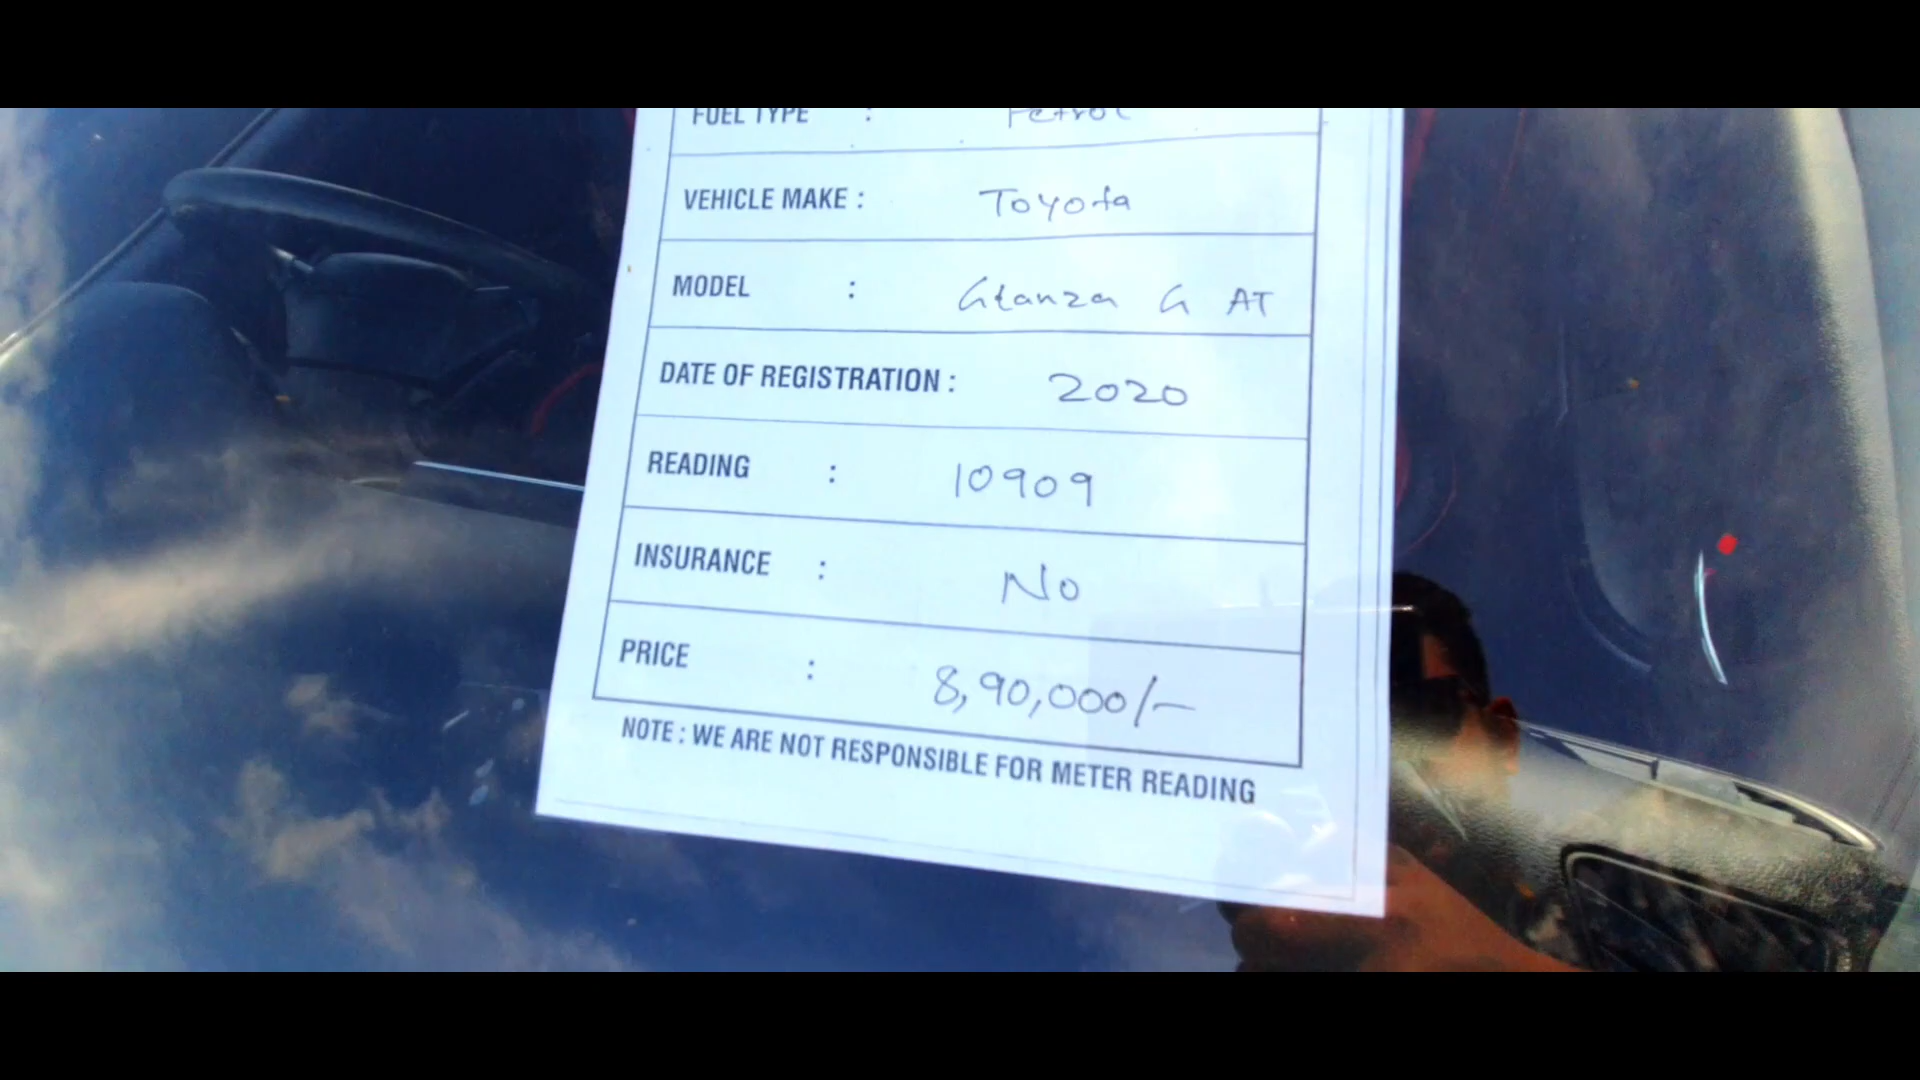 FUEL TYPE : Petrol
VEHICLE MAKE : Toyota
MODEL : Glanza G AT
DATE OF REGISTRATION : 2020
READING : 10909
INSURANCE : No
PRICE : 8,90,000/-
NOTE : WE ARE NOT RESPONSIBLE FOR METER READING